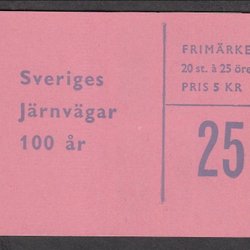 Sveriges
Järnvägar
100 år
FRIMÄRKE
20 st. à 25 öre
PRIS 5 KR
25